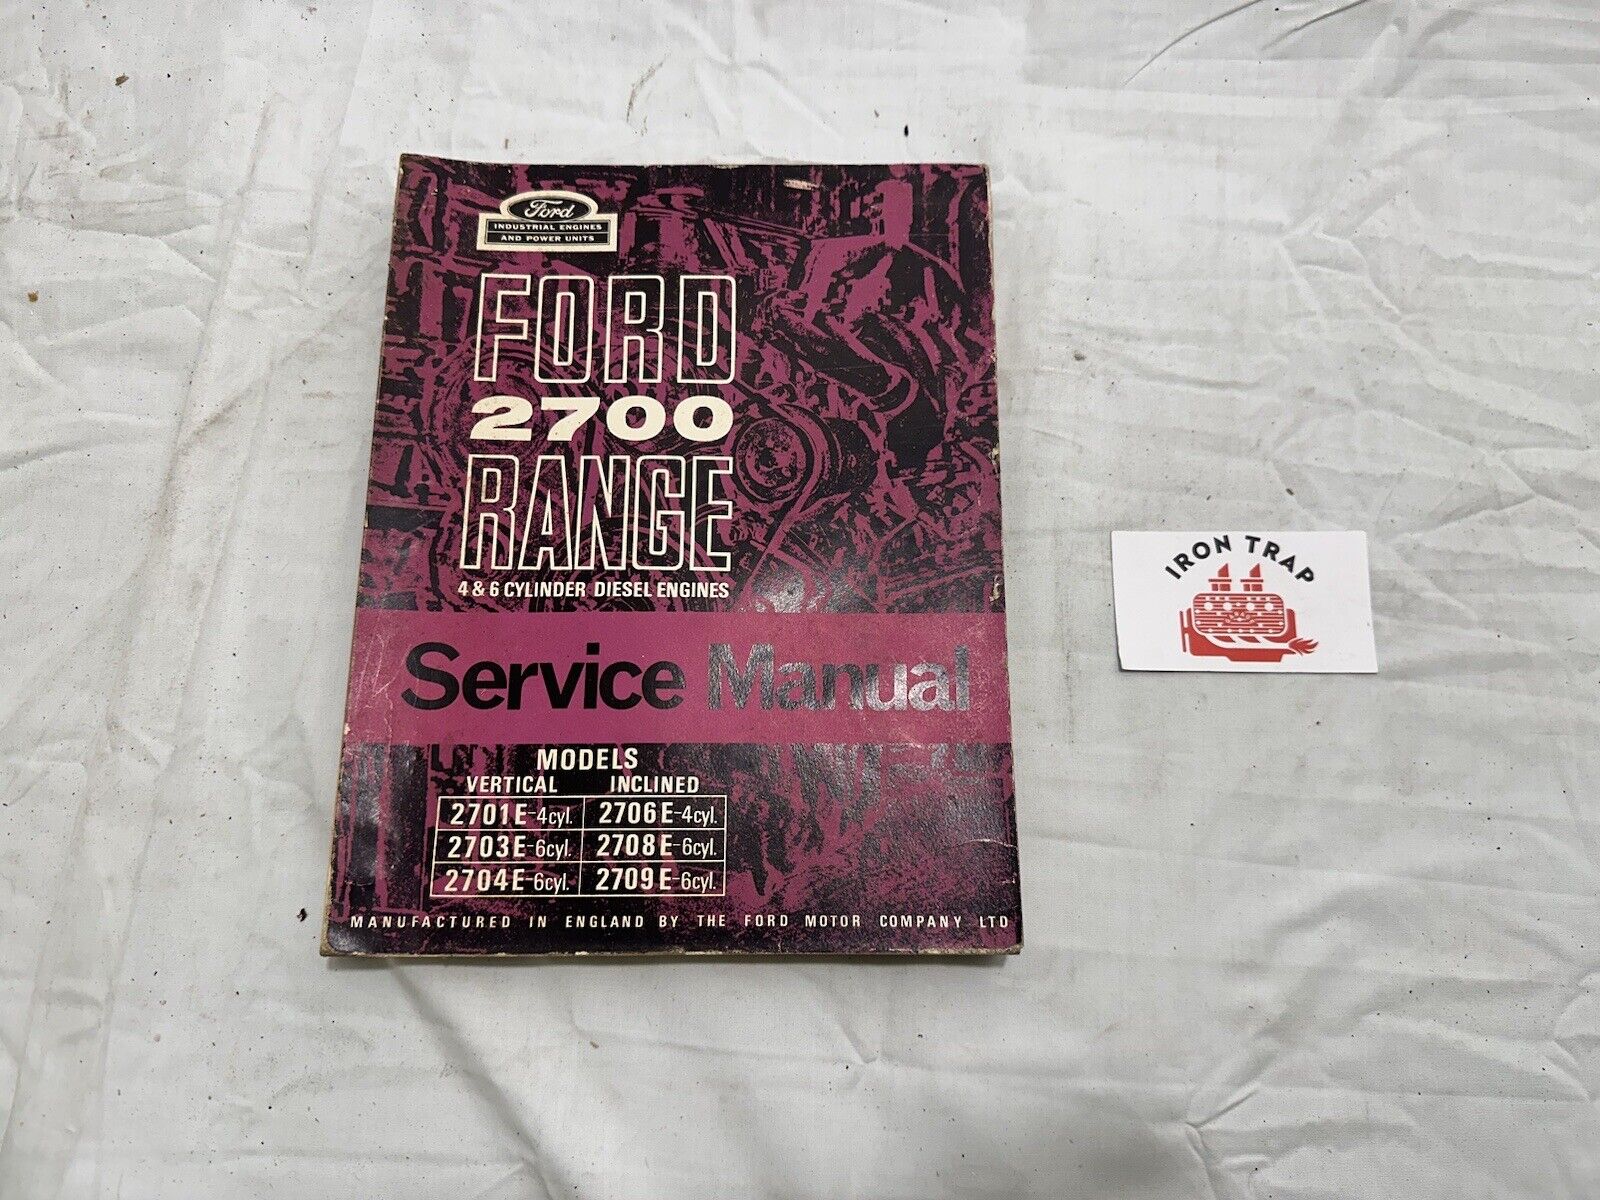 Ford
INDUSTRIAL ENGINES
AND POWER UNITS
FORD
2700
RANGE
4 & 6 CYLINDER DIESEL ENGINES
Service Manual
MODELS
VERTICAL INCLINED
2701E-4cyl. 2706E-4cyl.
2703E-6cyl. 2708E-6cyl.
2704E-6cyl. 2709E-6cyl.
MANUFACTURED IN ENGLAND BY THE FORD MOTOR COMPANY LTD
IRON TRAP